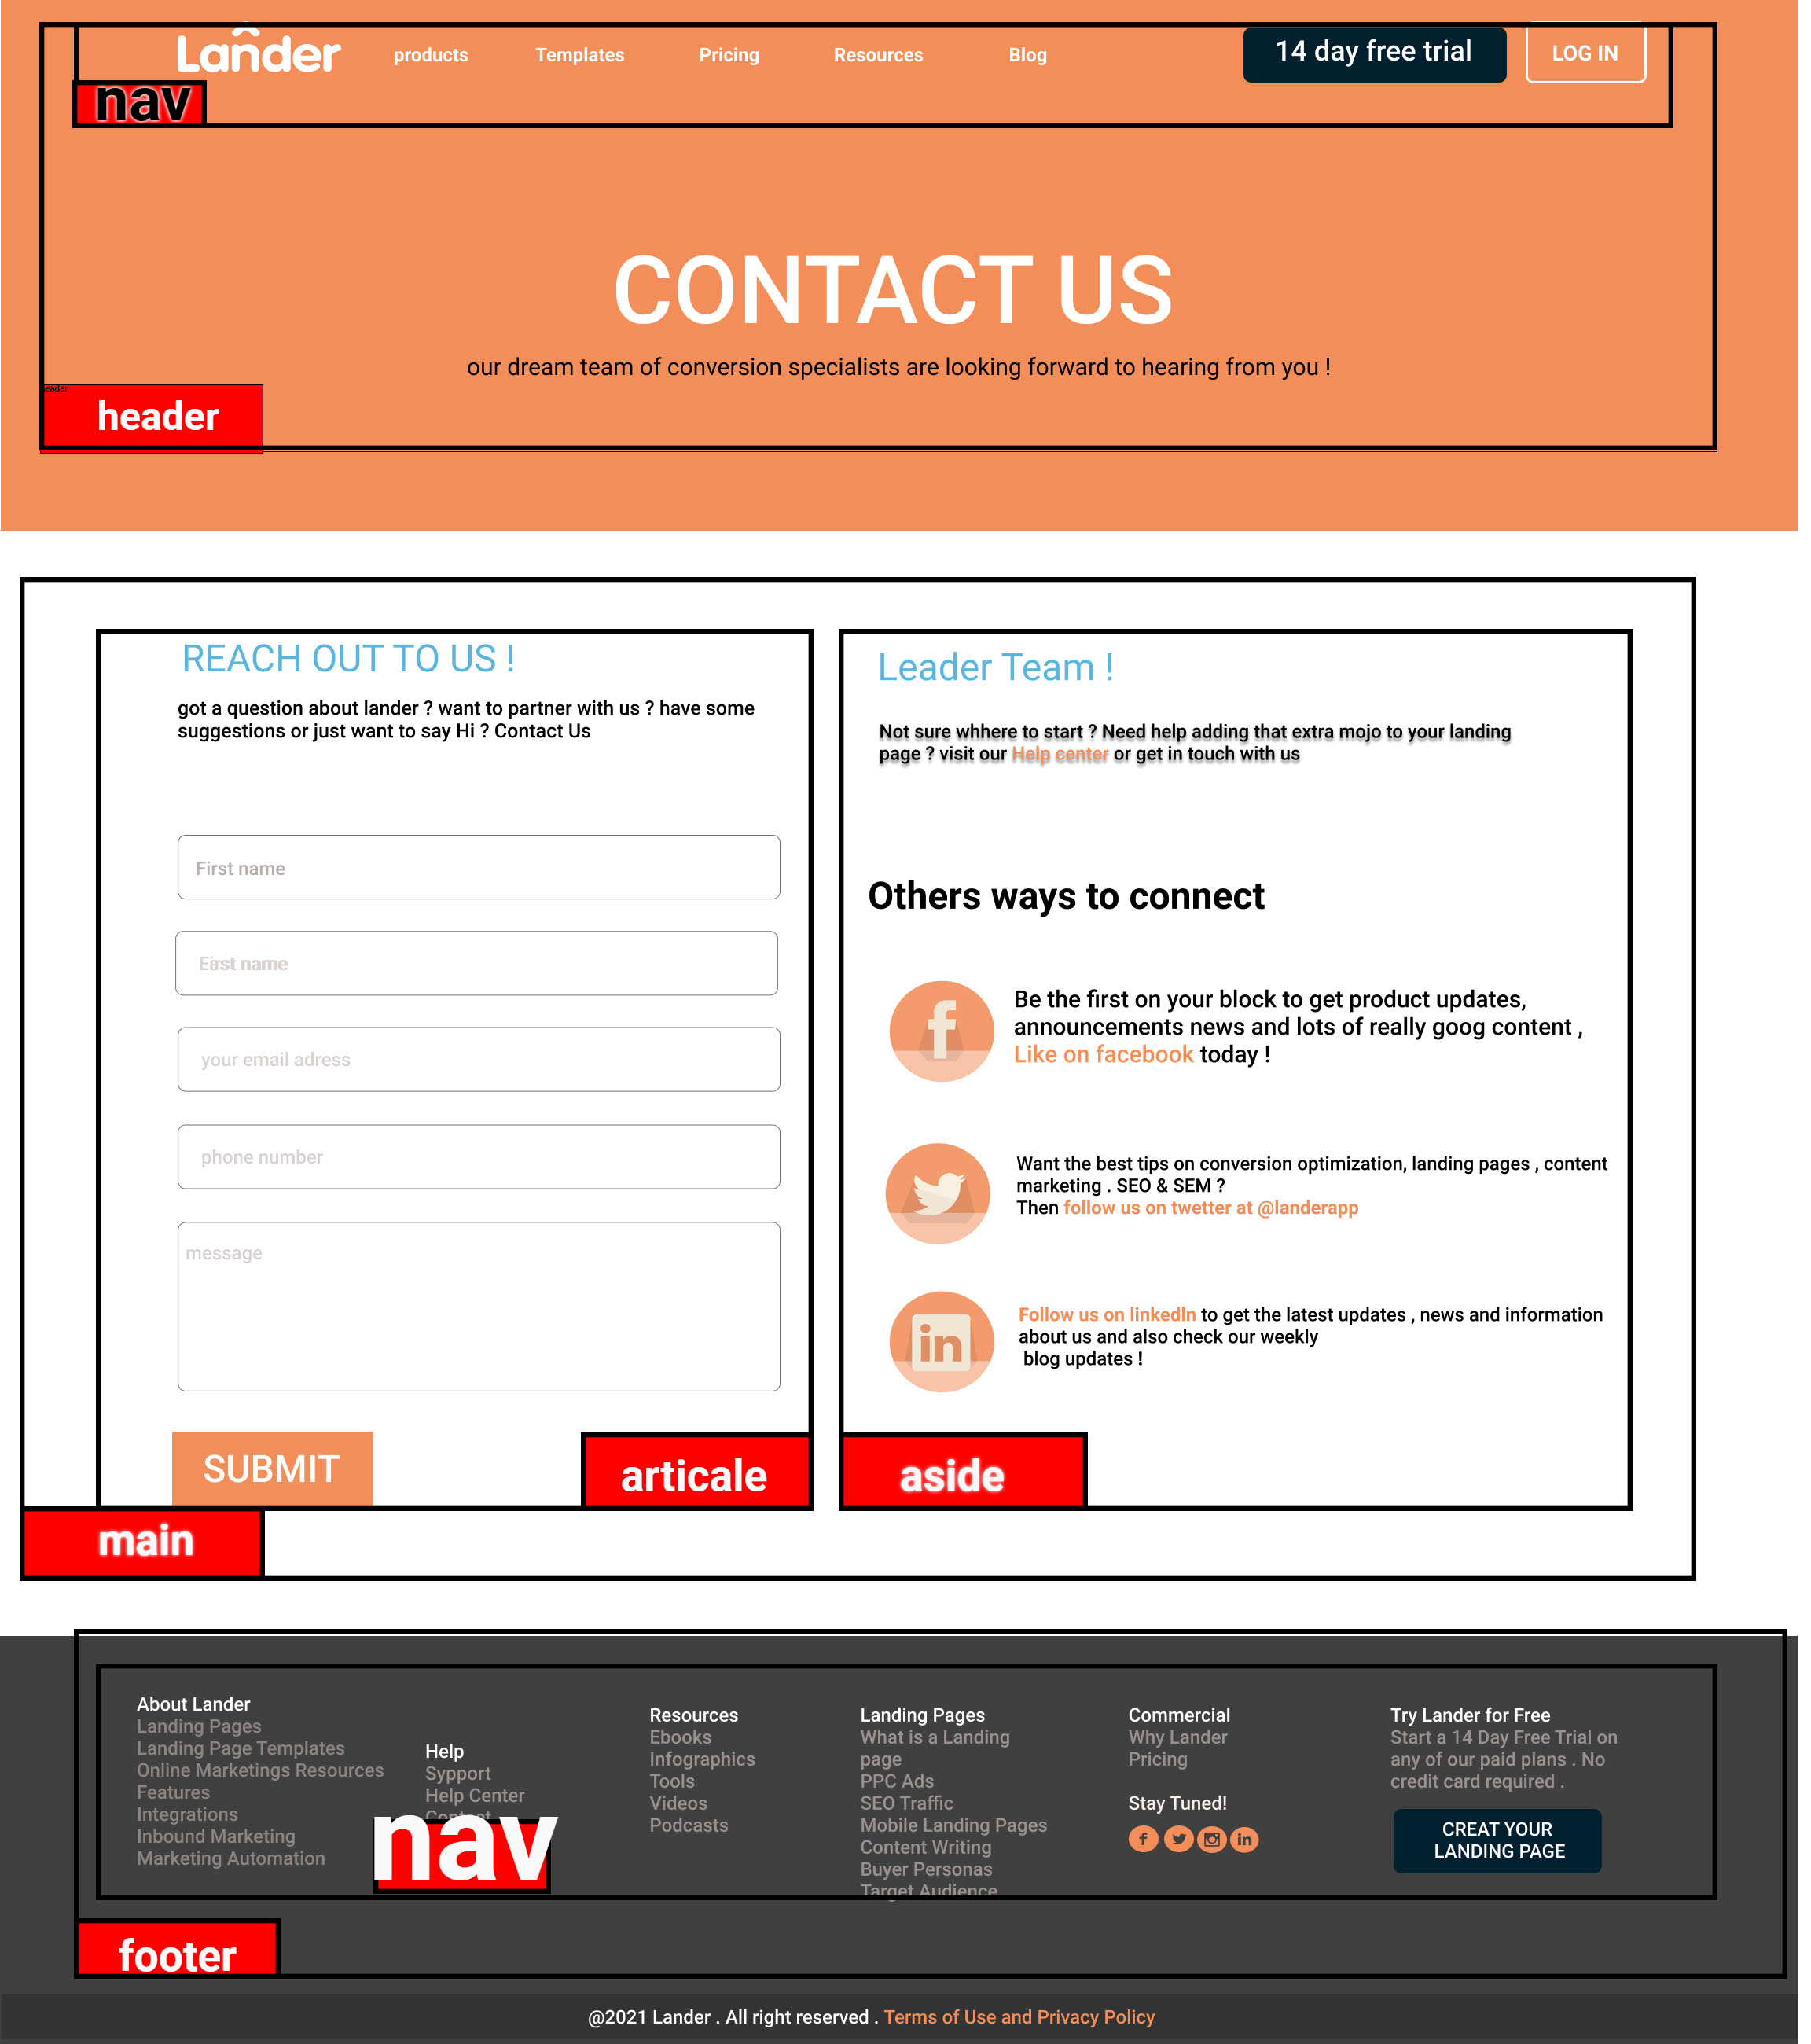 Lander
products
Templates
Pricing
Resources
Blog
14 day free trial
LOG IN
nav
CONTACT US
our dream team of conversion specialists are looking forward to hearing from you !
header
header
REACH OUT TO US !
got a question about lander ? want to partner with us ? have some
suggestions or just want to say Hi ? Contact Us
First name
First name
your email adress
phone number
message
SUBMIT
articale
Leader Team !
Not sure whhere to start ? Need help adding that extra mojo to your landing
page ? visit our Help center or get in touch with us
Others ways to connect
Be the first on your block to get product updates,
announcements news and lots of really goog content ,
Like on facebook today !
Want the best tips on conversion optimization, landing pages , content
marketing . SEO & SEM ?
Then follow us on twetter at @landerapp
Follow us on linkedln to get the latest updates , news and information
about us and also check our weekly
blog updates !
aside
main
About Lander
Landing Pages
Landing Page Templates
Online Marketings Resources
Features
Integrations
Inbound Marketing
Marketing Automation
Help
Sypport
Help Center
Contact
nav
Resources
Ebooks
Infographics
Tools
Videos
Podcasts
Landing Pages
What is a Landing
page
PPC Ads
SEO Traffic
Mobile Landing Pages
Content Writing
Buyer Personas
Target Audience
Commercial
Why Lander
Pricing
Stay Tuned!
Try Lander for Free
Start a 14 Day Free Trial on
any of our paid plans . No
credit card required .
CREAT YOUR
LANDING PAGE
footer
@2021 Lander . All right reserved . Terms of Use and Privacy Policy